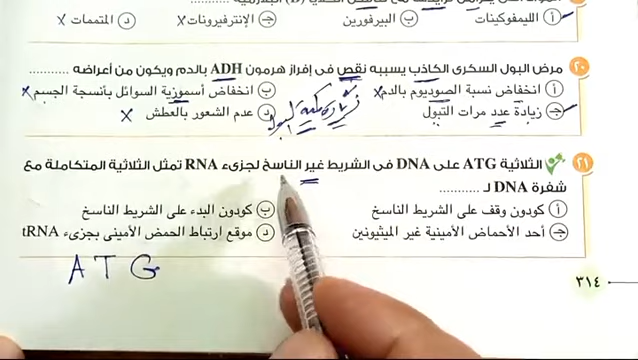 أ الليمفوكينات ب البيرفورين ج الإنترفيرونات x د المتممات x
٢٠ مرض البول السكرى الكاذب يسببه نقص فى إفراز هرمون ADH بالدم ويكون من أعراضه ............
أ انخفاض نسبة الصوديوم بالدم x ب انخفاض أسموزية السوائل بأنسجة الجسم x
ج زيادة عدد مرات التبول د عدم الشعور بالعطش x
زيادة كمية البول
٢١ الثلاثية ATG على DNA فى الشريط غير الناسخ لجزىء RNA تمثل الثلاثية المتكاملة مع
شفرة DNA لـ ............
أ كودون وقف على الشريط الناسخ ب كودون البدء على الشريط الناسخ
ج أحد الأحماض الأمينية غير الميثيونين د موقع ارتباط الحمض الأمينى بجزىء tRNA
A T G
٣١٤